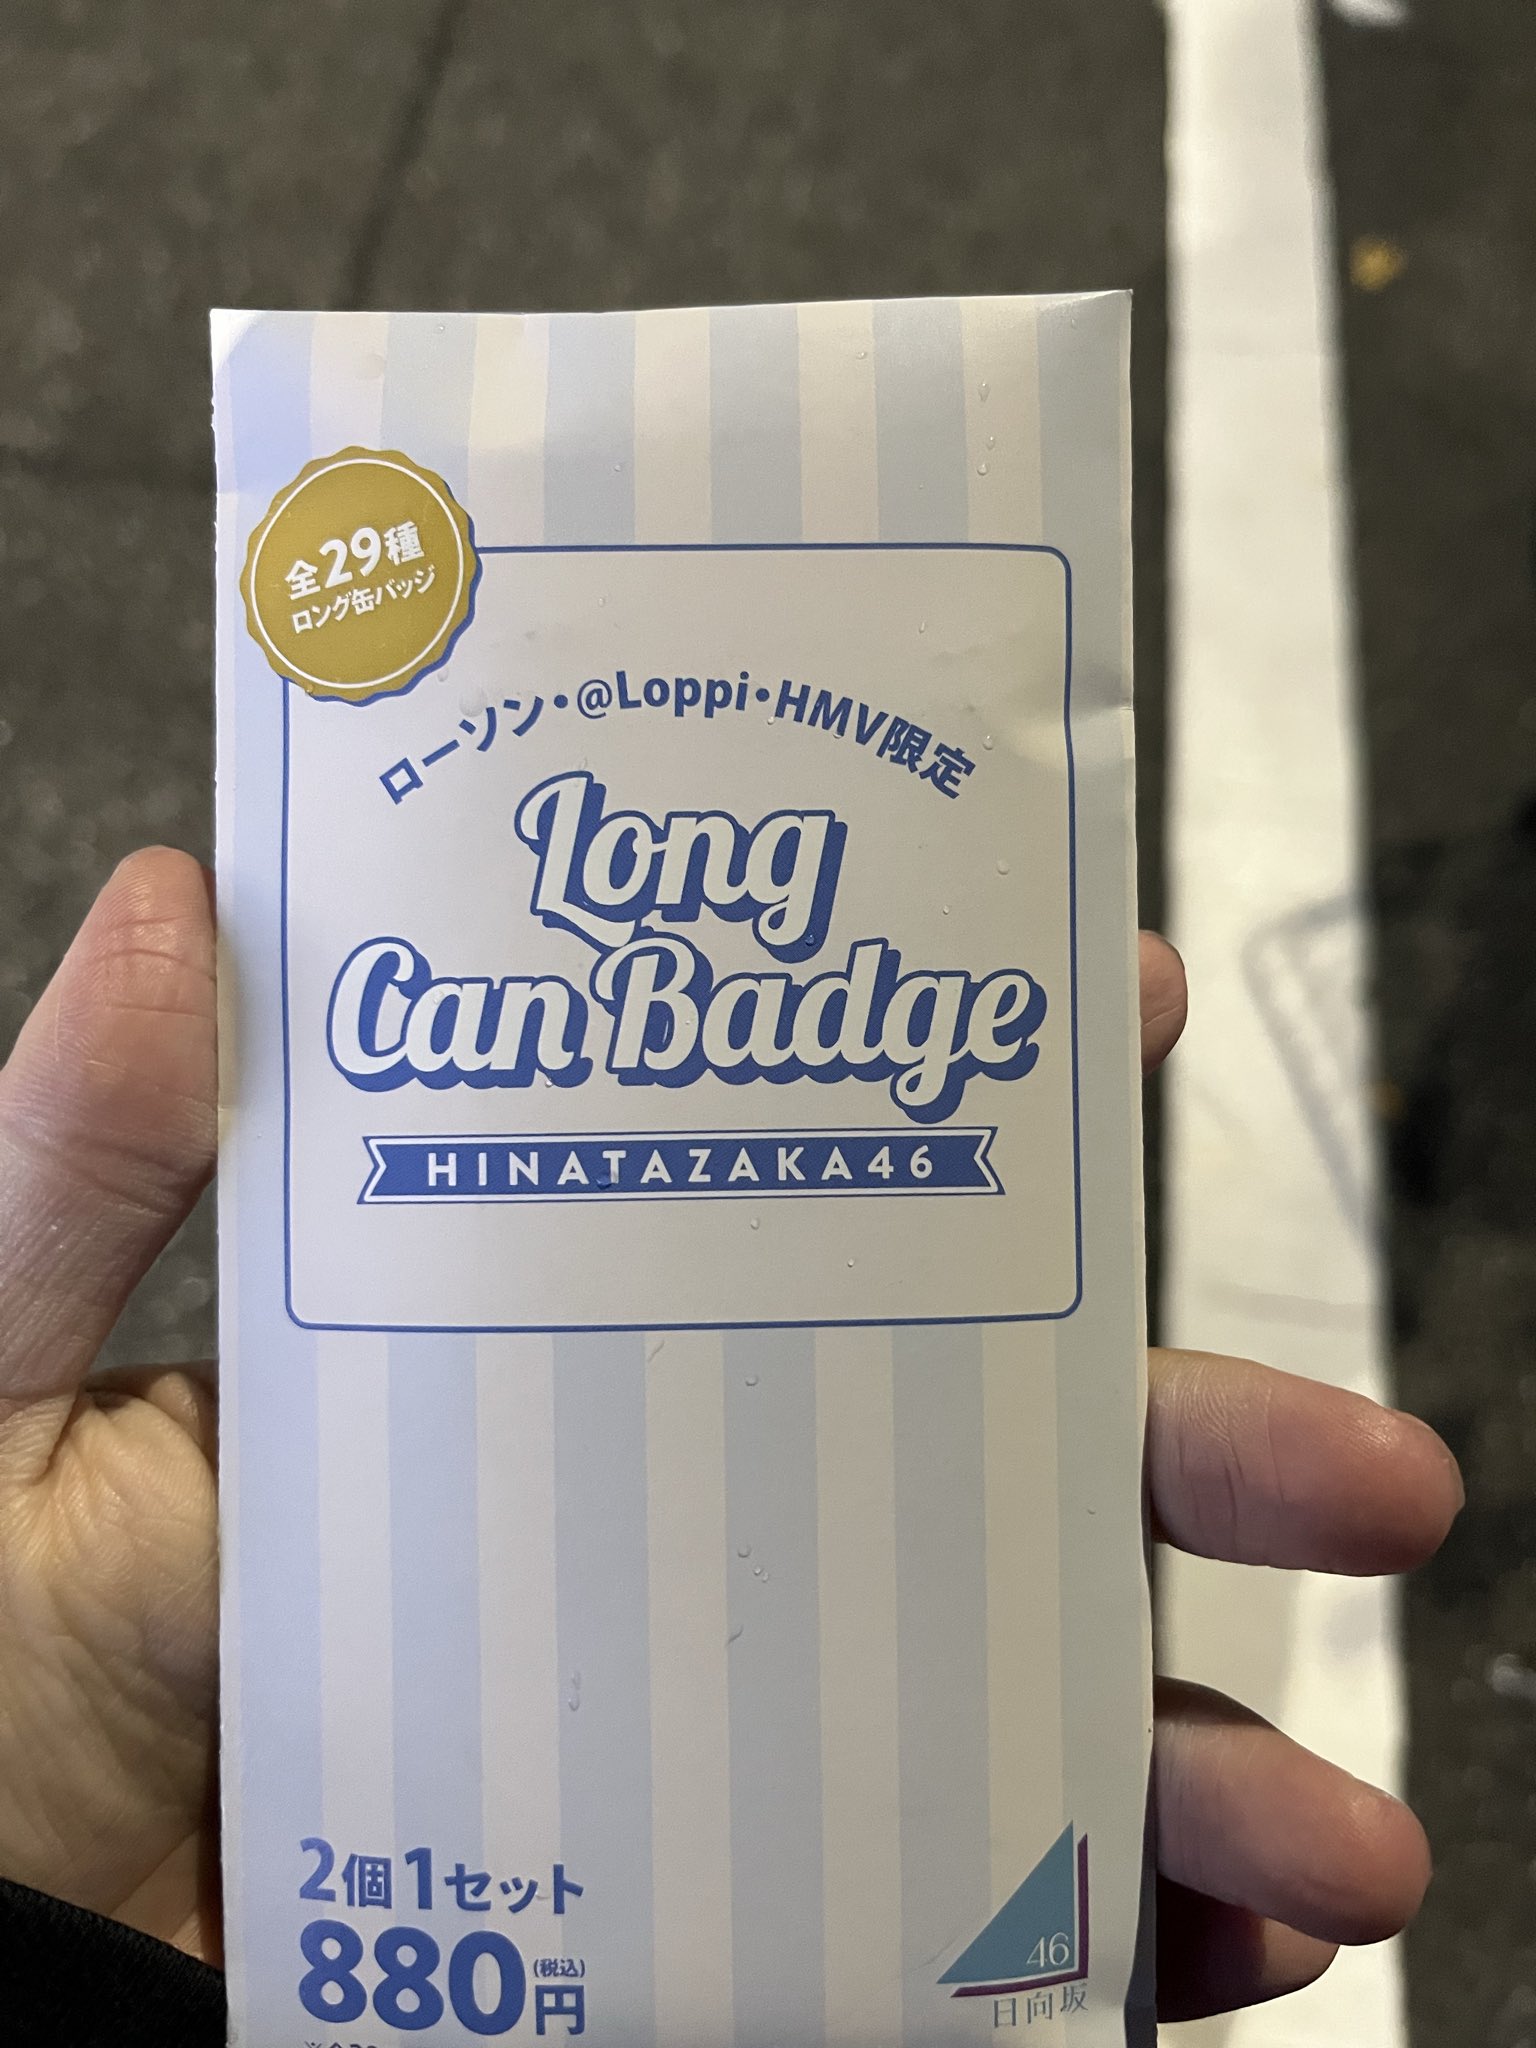 全29種
ロング缶バッジ
ローソン・@Loppi・HMV限定
Long
Can Badge
HINATAZAKA46
2個1セット
880円(税込)
46
日向坂